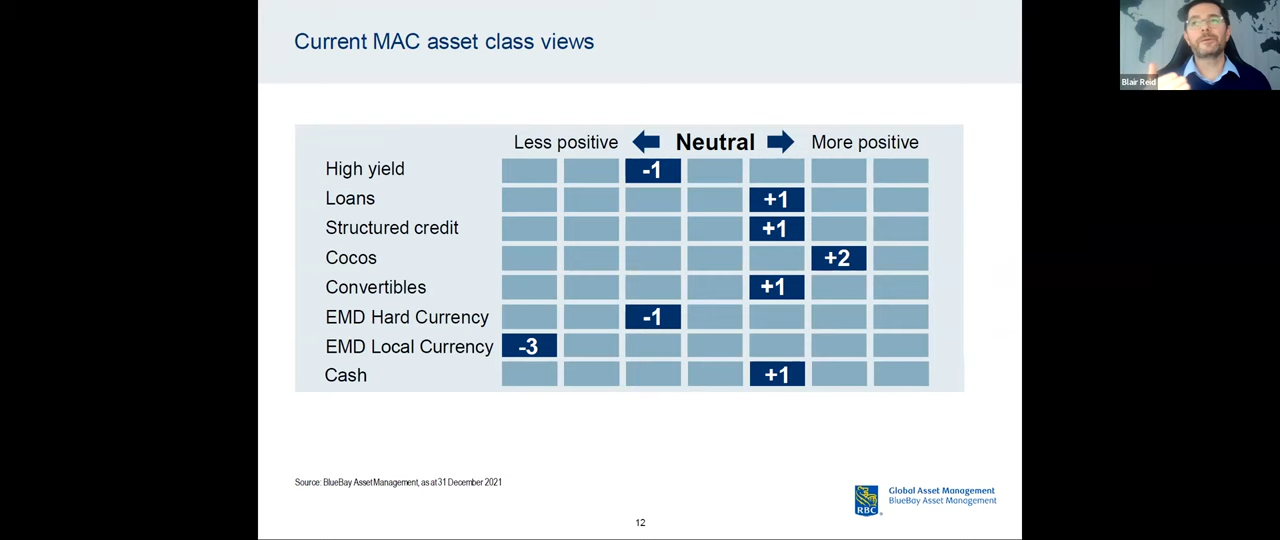 Current MAC asset class views
Blair Reid
Less positive Neutral More positive
High yield -1
Loans +1
Structured credit +1
Cocos +2
Convertibles +1
EMD Hard Currency -1
EMD Local Currency -3
Cash +1
Source: BlueBay Asset Management, as at 31 December 2021
RBC
Global Asset Management
BlueBay Asset Management
12